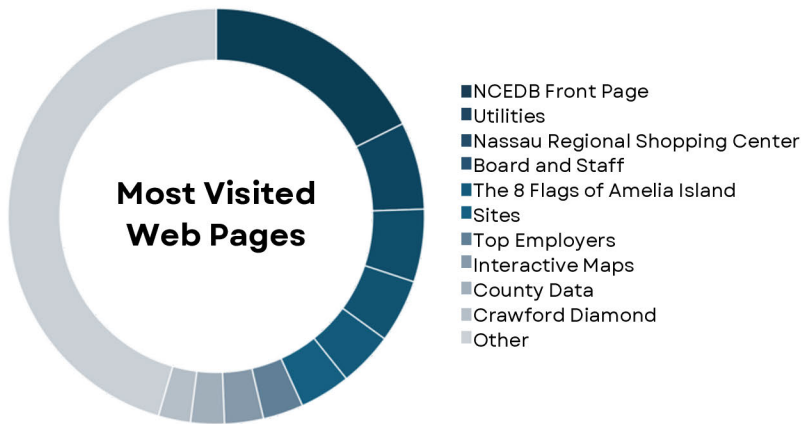 Most Visited
Web Pages
NCEDB Front Page
Utilities
Nassau Regional Shopping Center
Board and Staff
The 8 Flags of Amelia Island
Sites
Top Employers
Interactive Maps
County Data
Crawford Diamond
Other